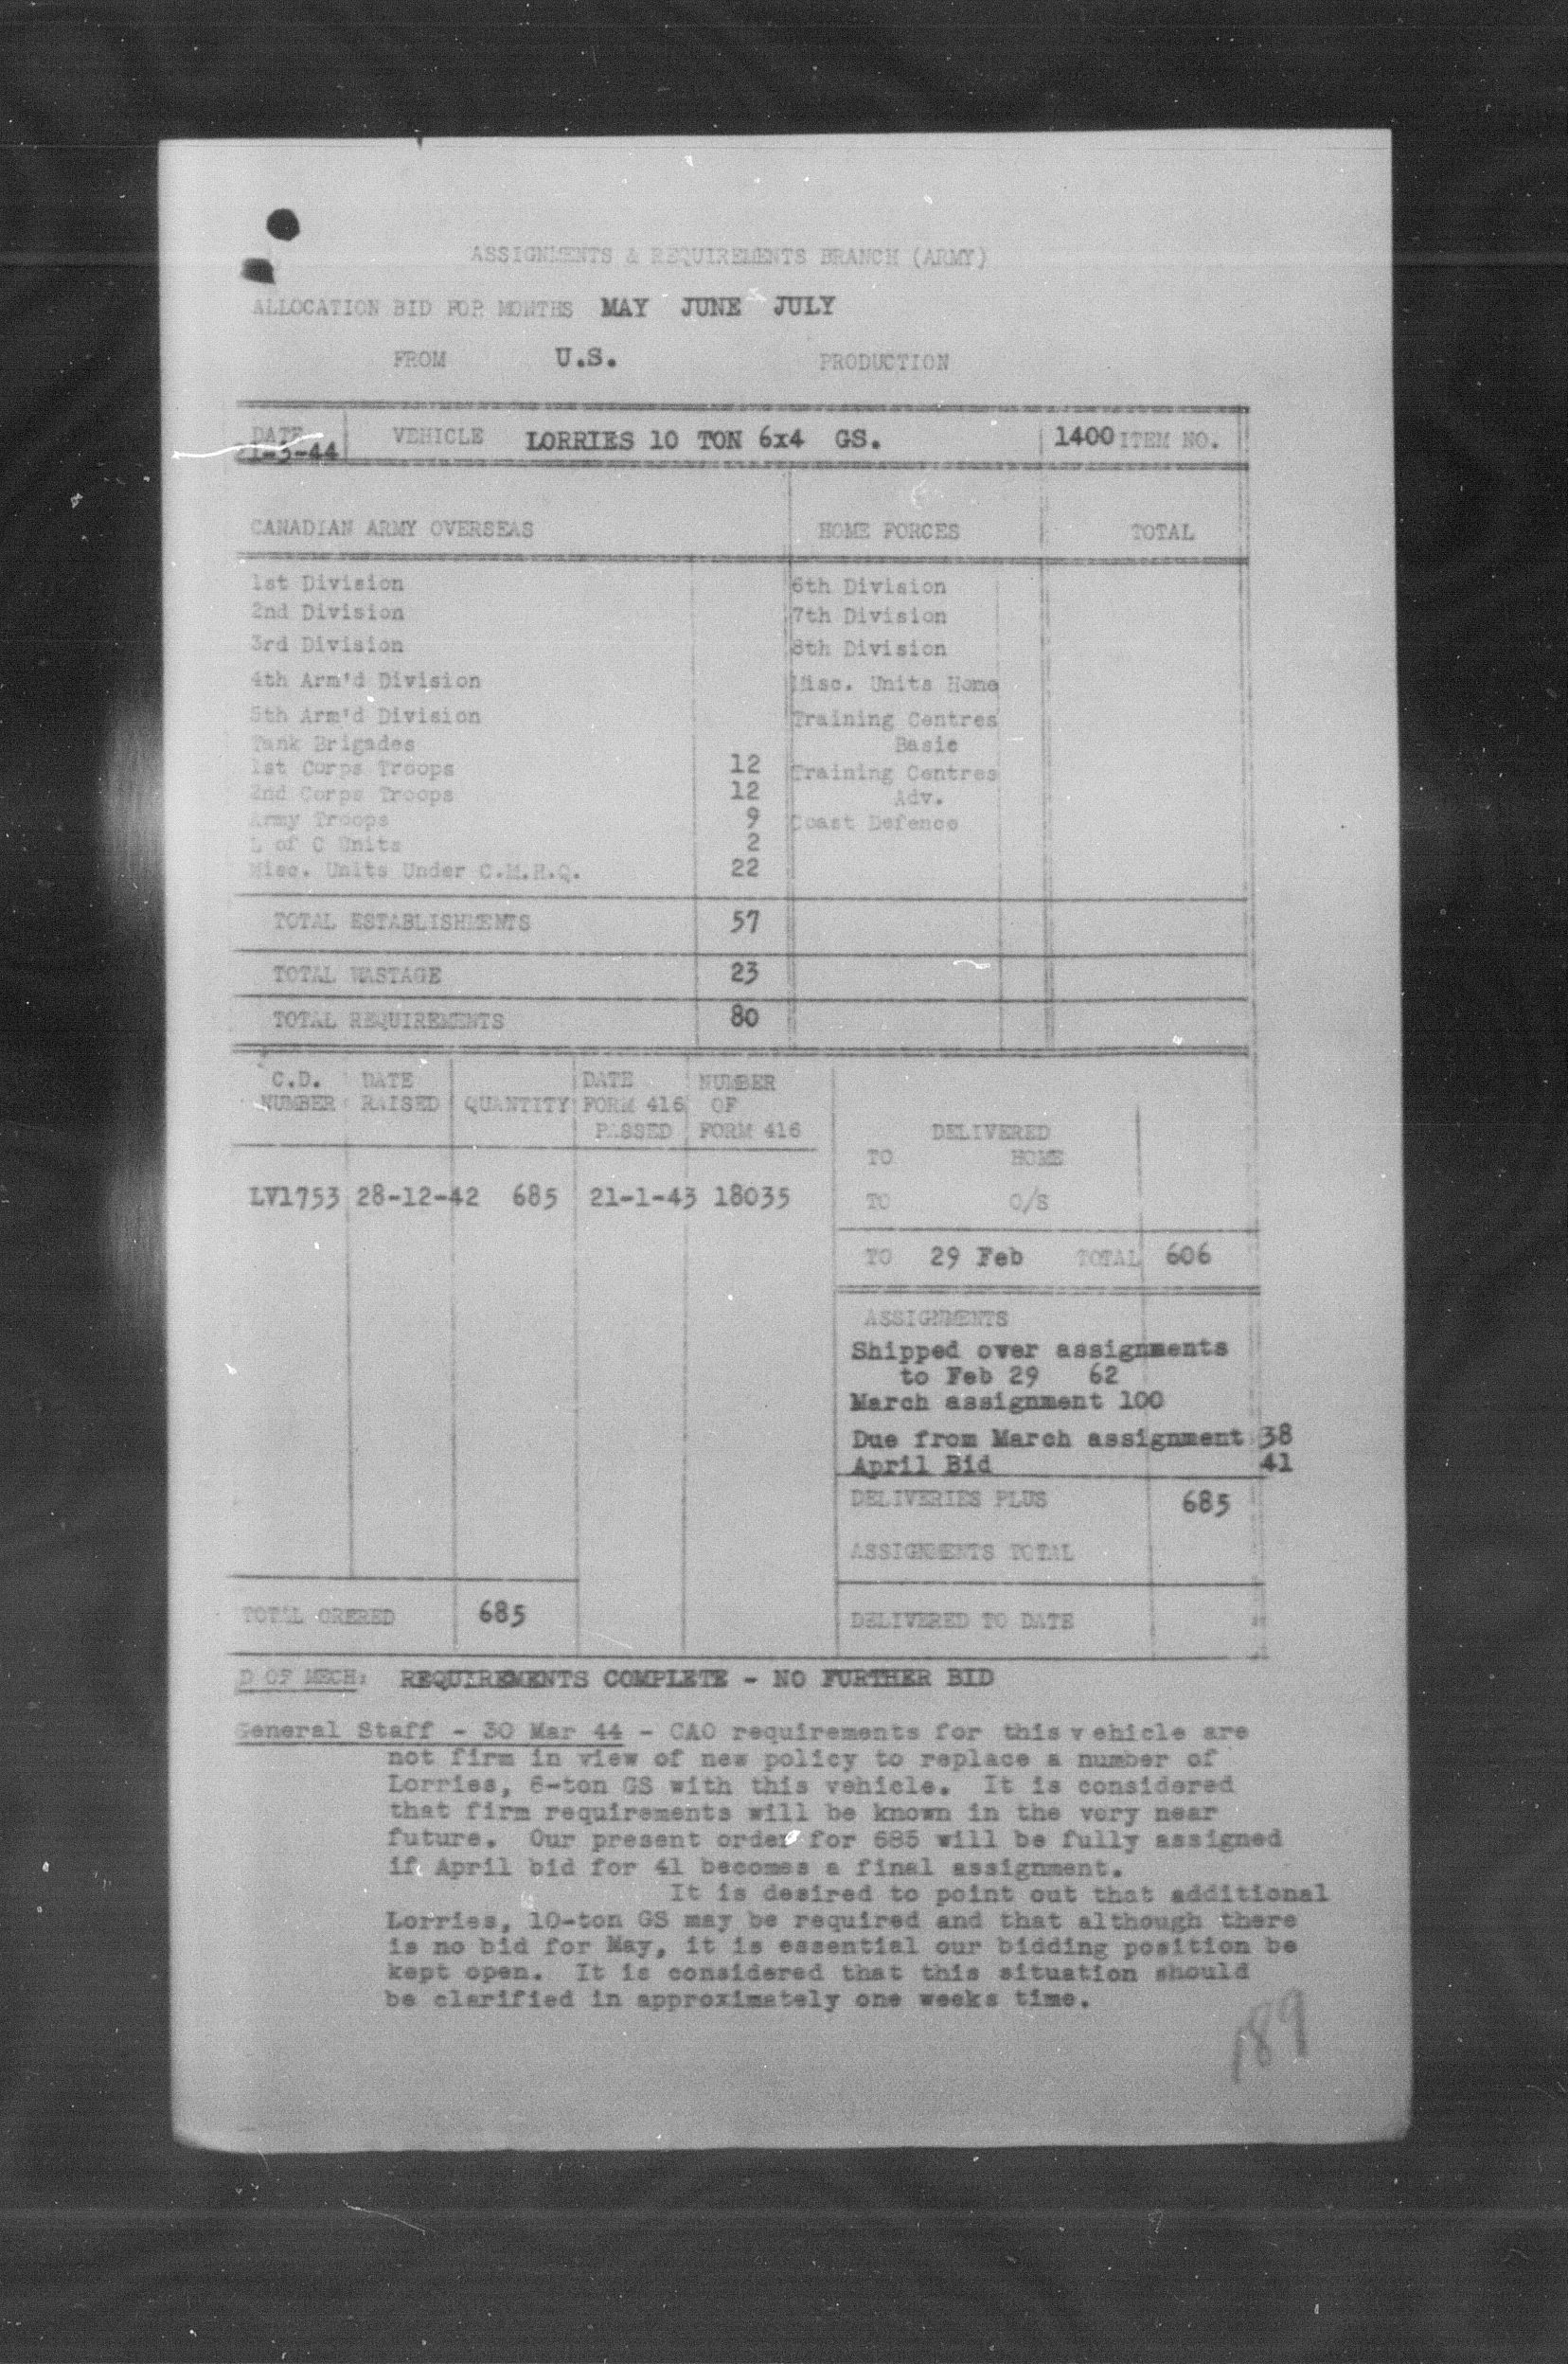 ASSIGNMENTS & REQUIREMENTS BRANCH (ARMY)
ALLOCATION BID FOR MONTHS MAY JUNE JULY
FROM U.S. PRODUCTION
DATE VEHICLE LORRIES 10 TON 6x4 GS. 1400 ITEM NO.
1-3-44
CANADIAN ARMY OVERSEAS HOME FORCES TOTAL
1st Division 6th Division
2nd Division 7th Division
3rd Division 8th Division
4th Arm'd Division Misc. Units Home
5th Arm'd Division Training Centres
Tank Brigades Basic
1st Corps Troops 12 Training Centres
2nd Corps Troops 12 Adv.
Army Troops 9 Coast Defence
L of C Units 2
Misc. Units Under C.M.H.Q. 22
TOTAL ESTABLISHMENTS 57
TOTAL WASTAGE 23
TOTAL REQUIREMENTS 80
C.D. DATE DATE NUMBER
NUMBER RAISED QUANTITY FORM 416 OF
PASSED FORM 416
LV1753 28-12-42 685 21-1-43 18035
TOTAL ORERED 685
DELIVERED
TO HOME
TO O/S
TO 29 Feb TOTAL 606
ASSIGNMENTS
Shipped over assignments
to Feb 29 62
March assignment 100
Due from March assignment 38
April Bid 41
DELIVERIES PLUS 685
ASSIGNMENTS TOTAL
DELIVERED TO DATE
D OF MECH: REQUIREMENTS COMPLETE - NO FURTHER BID
General Staff - 30 Mar 44 - CAO requirements for this vehicle are
not firm in view of new policy to replace a number of
Lorries, 6-ton GS with this vehicle. It is considered
that firm requirements will be known in the very near
future. Our present order for 685 will be fully assigned
if April bid for 41 becomes a final assignment.
It is desired to point out that additional
Lorries, 10-ton GS may be required and that although there
is no bid for May, it is essential our bidding position be
kept open. It is considered that this situation should
be clarified in approximately one weeks time.
189